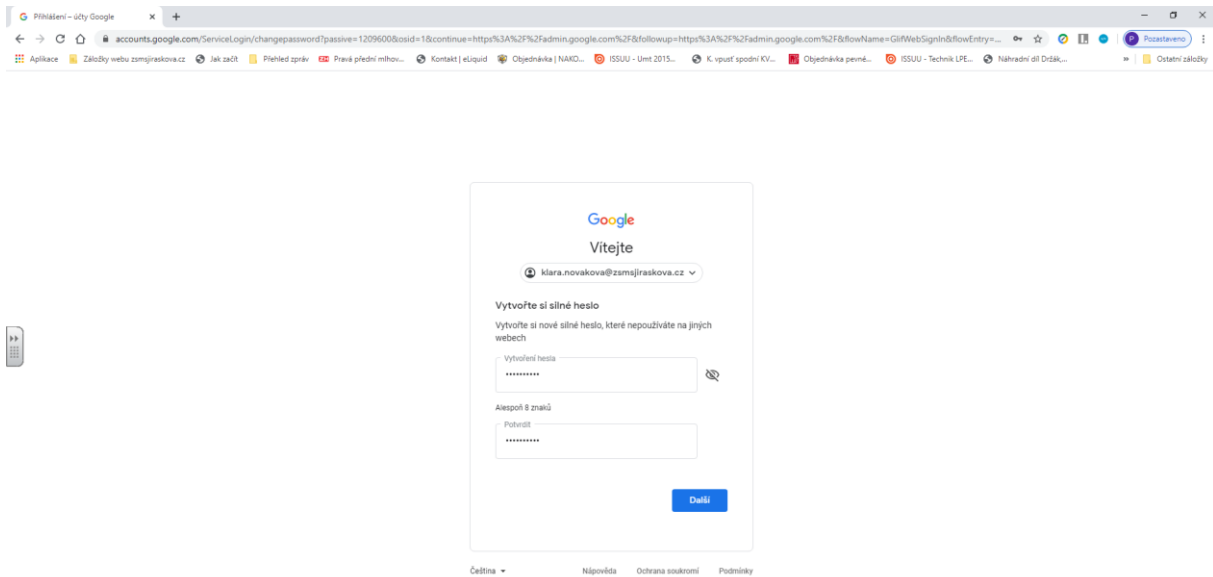 Přihlášení – účty Google
accounts.google.com/ServiceLogin/changepassword?passive=1209600&osid=1&continue=https%3A%2F%2Fadmin.google.com%2F&followup=https%3A%2F%2Fadmin.google.com%2F&flowName=GlifWebSignIn&flowEntry=...
P Pozastaveno
Aplikace Záložky webu zsmsjiraskova.cz Jak začít Přehled zpráv Pravá přední mlhov... Kontakt | eLiquid Objednávka | NAKO... ISSUU - Umt 2015... K. vpusť spodní KV... Objednávka pevné... ISSUU - Technik LPE... Náhradní díl Držák,... » Ostatní záložky
Google
Vítejte
klara.novakova@zsmsjiraskova.cz
Vytvořte si silné heslo
Vytvořte si nové silné heslo, které nepoužíváte na jiných
webech
Vytvoření hesla
••••••••••
Alespoň 8 znaků
Potvrdit
••••••••••
Další
Čeština Nápověda Ochrana soukromí Podmínky